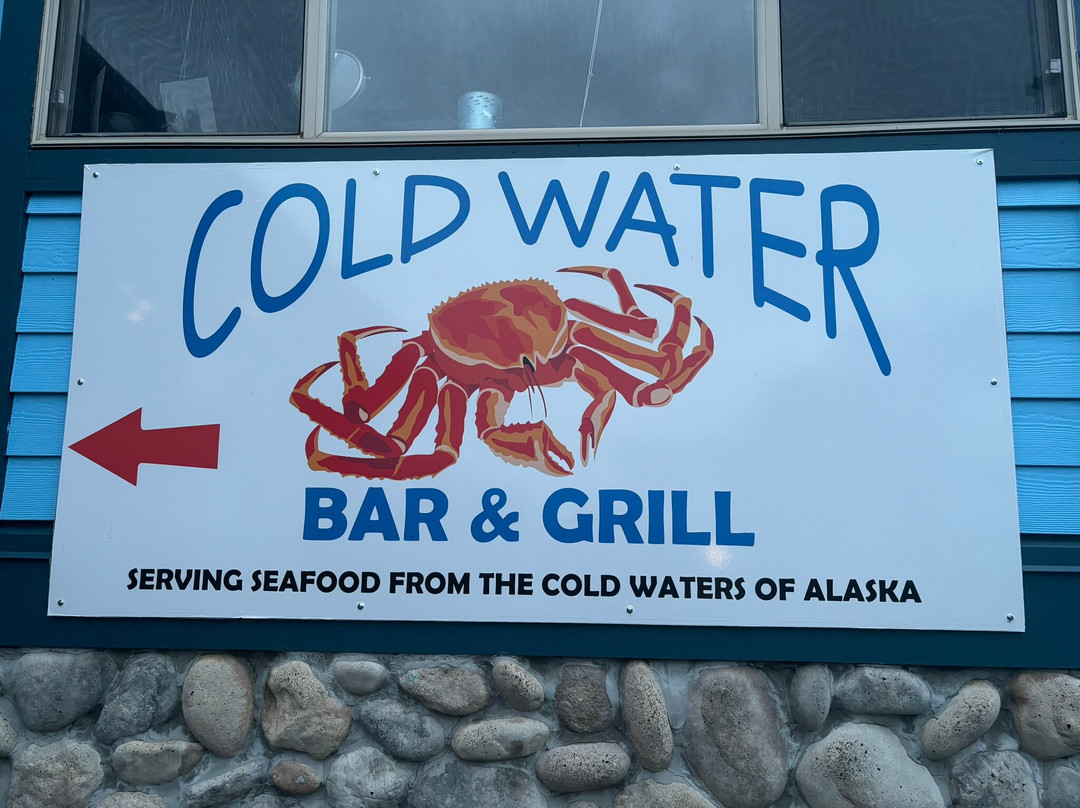 COLD WATER
BAR & GRILL
SERVING SEAFOOD FROM THE COLD WATERS OF ALASKA